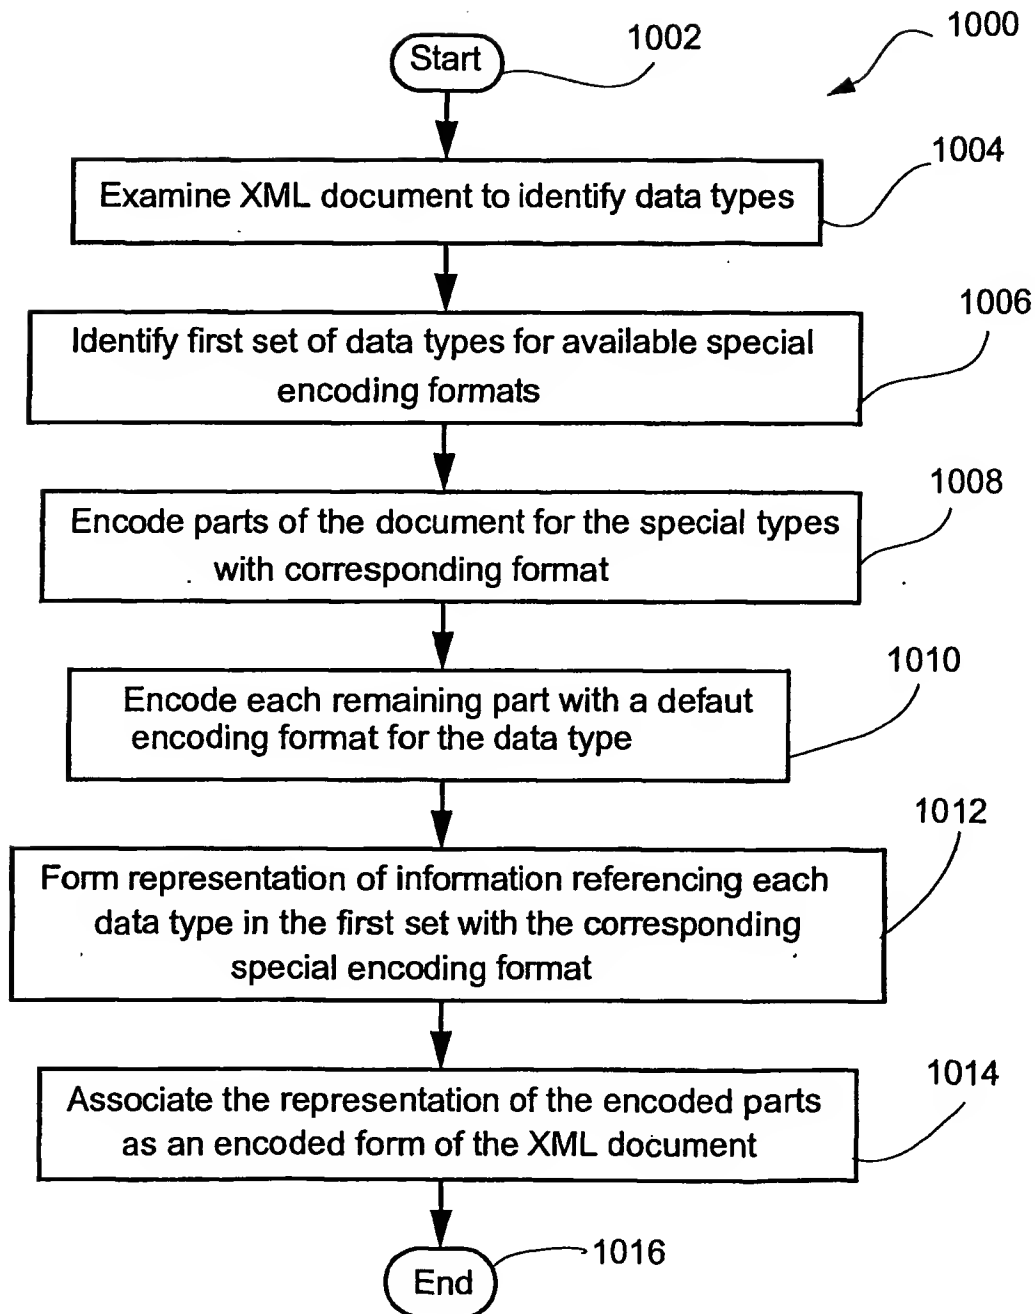 1000
Start
1002
1004
Examine XML document to identify data types
1006
Identify first set of data types for available special
encoding formats
1008
Encode parts of the document for the special types
with corresponding format
1010
Encode each remaining part with a defaut
encoding format for the data type
1012
Form representation of information referencing each
data type in the first set with the corresponding
special encoding format
1014
Associate the representation of the encoded parts
as an encoded form of the XML document
1016
End